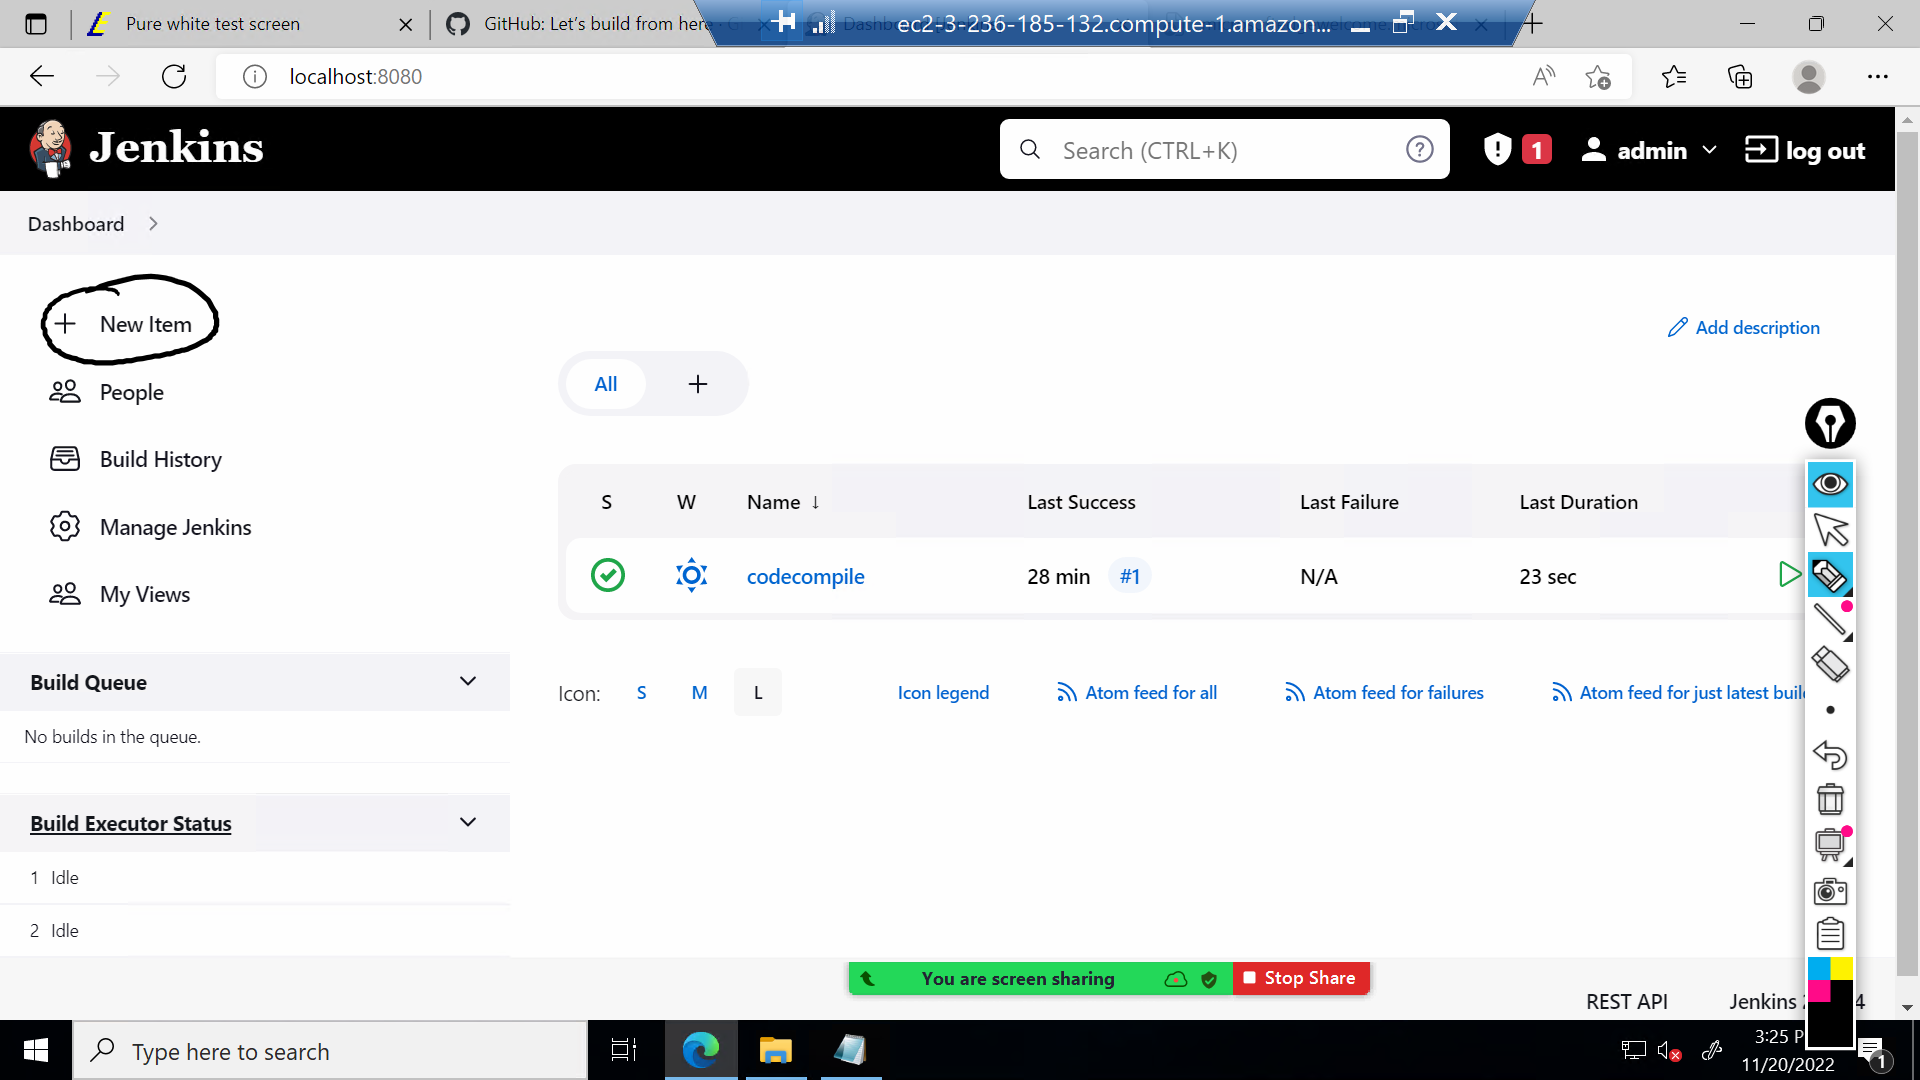 Pure white test screen
GitHub: Let's build from here
ec2-3-236-185-132.compute-1.amazon...
localhost:8080
Jenkins
Search (CTRL+K)
1
admin
log out
Dashboard
New Item
People
Build History
Manage Jenkins
My Views
Add description
All
S W Name ↓ Last Success Last Failure Last Duration
codecompile 28 min #1 N/A 23 sec
Build Queue
No builds in the queue.
Build Executor Status
1 Idle
2 Idle
Icon: S M L
Icon legend
Atom feed for all
Atom feed for failures
Atom feed for just latest
You are screen sharing
Stop Share
REST API
Jenkins
Type here to search
3:25
11/20/2022
1